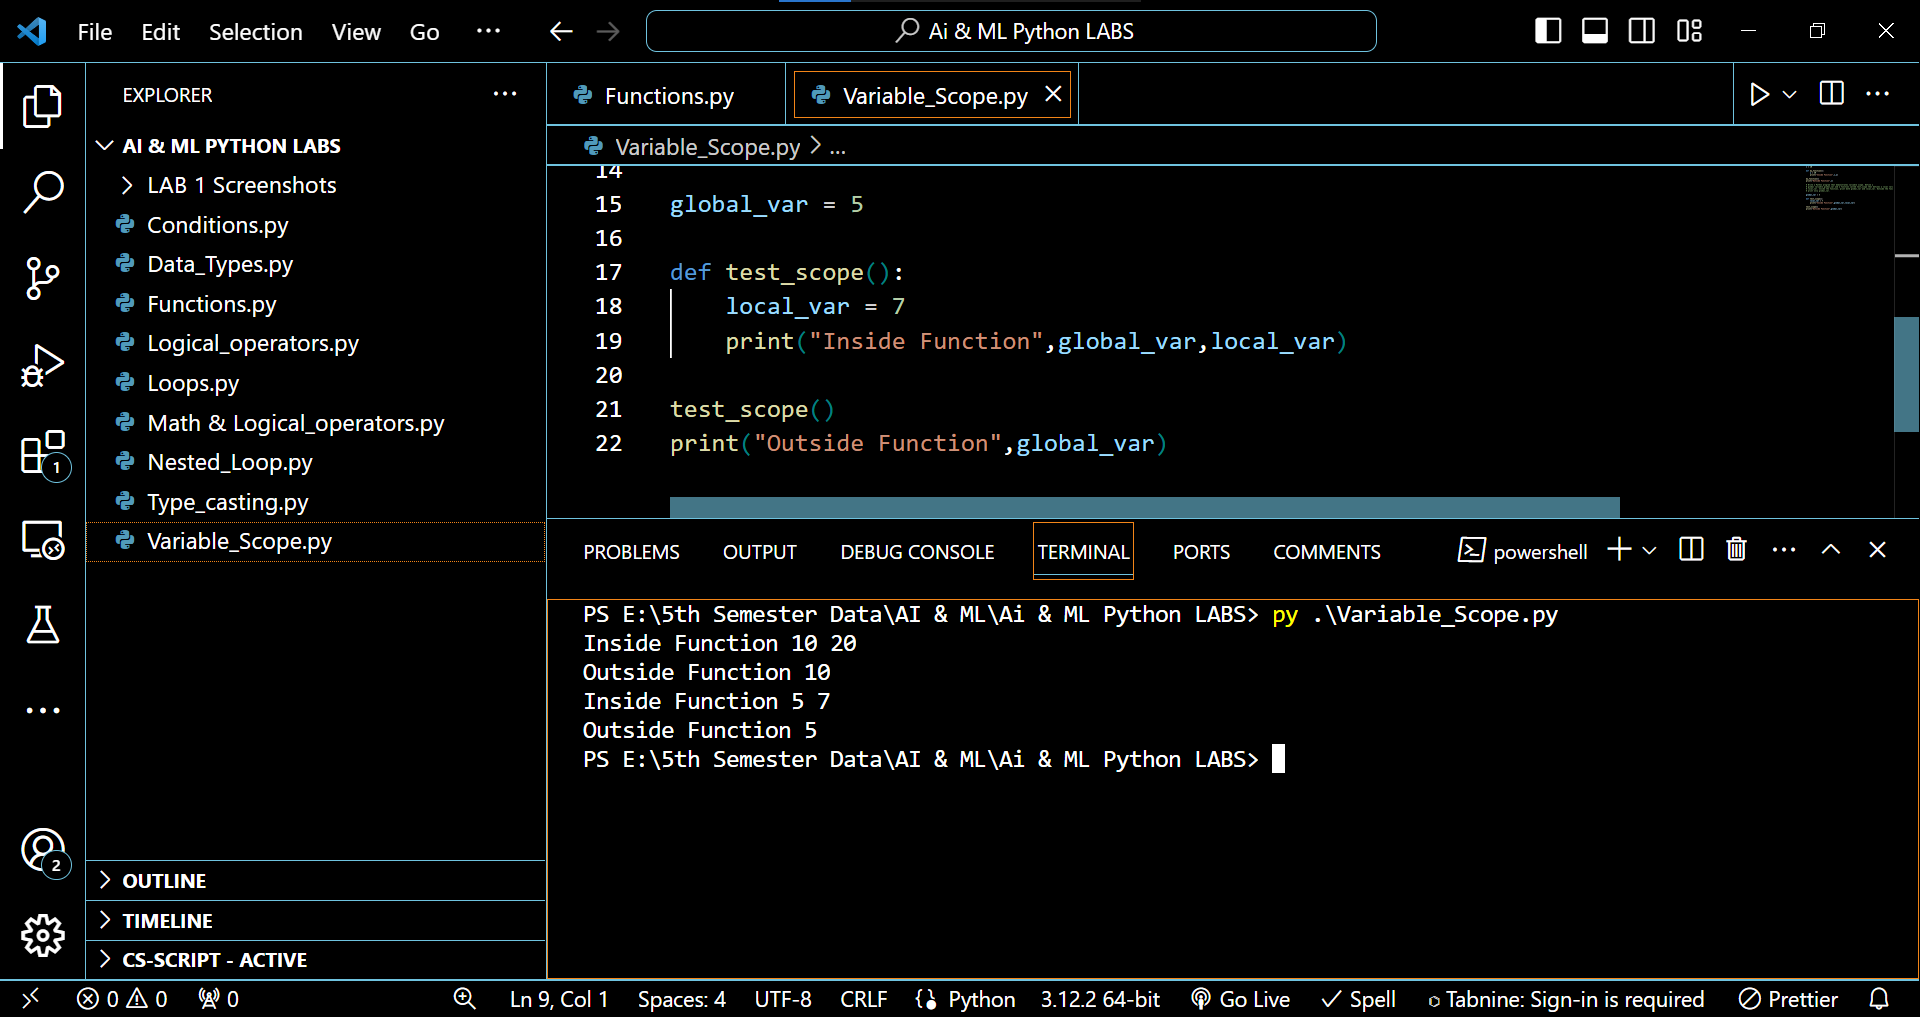 File Edit Selection View Go ···
Ai & ML Python LABS
EXPLORER
AI & ML PYTHON LABS
LAB 1 Screenshots
Conditions.py
Data_Types.py
Functions.py
Logical_operators.py
Loops.py
Math & Logical_operators.py
Nested_Loop.py
Type_casting.py
Variable_Scope.py
1
2
OUTLINE
TIMELINE
CS-SCRIPT - ACTIVE
Functions.py
Variable_Scope.py
Variable_Scope.py > ...
14
15 global_var = 5
16
17 def test_scope():
18 local_var = 7
19 print("Inside Function",global_var,local_var)
20
21 test_scope()
22 print("Outside Function",global_var)
PROBLEMS OUTPUT DEBUG CONSOLE TERMINAL PORTS COMMENTS
powershell
PS E:\5th Semester Data\AI & ML\Ai & ML Python LABS> py .\Variable_Scope.py
Inside Function 10 20
Outside Function 10
Inside Function 5 7
Outside Function 5
PS E:\5th Semester Data\AI & ML\Ai & ML Python LABS>
0 0 0 Ln 9, Col 1 Spaces: 4 UTF-8 CRLF Python 3.12.2 64-bit Go Live Spell Tabnine: Sign-in is required Prettier